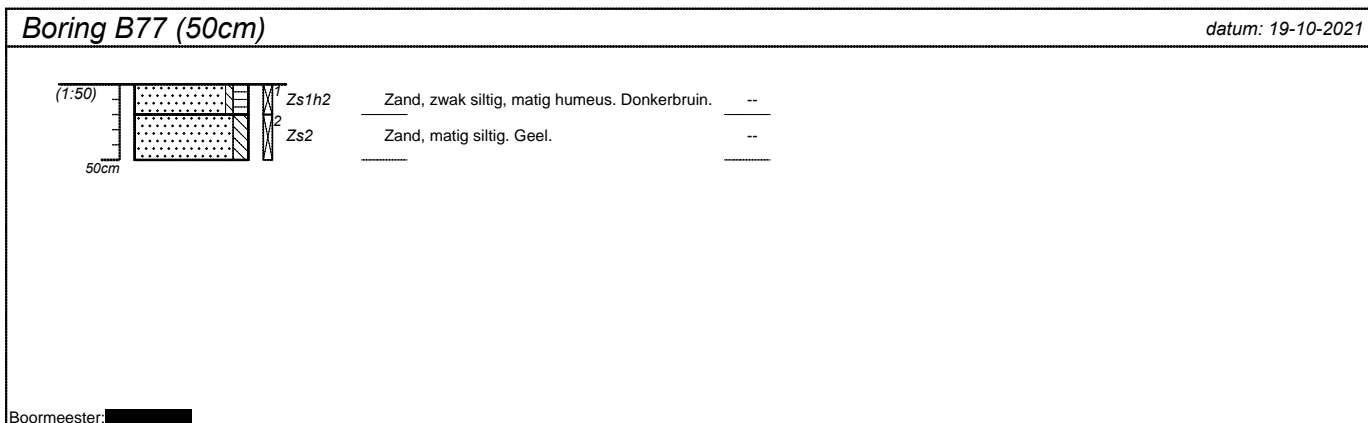 Boring B77 (50cm) datum: 19-10-2021
(1:50) 1 Zs1h2 Zand, zwak siltig, matig humeus. Donkerbruin. --
2 Zs2 Zand, matig siltig. Geel. --
50cm
Boormeester: